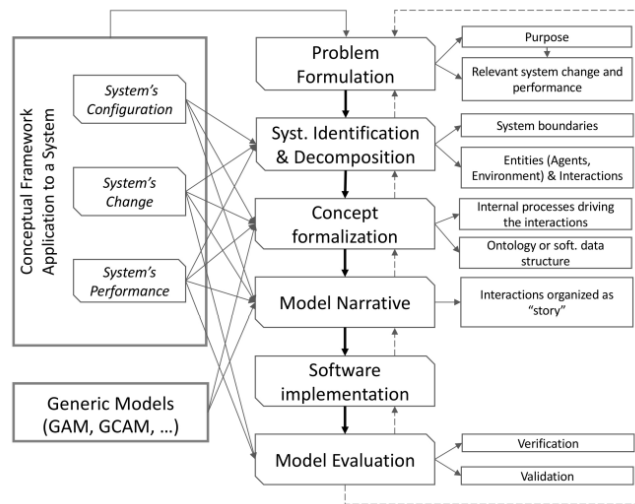 Conceptual Framework
Application to a System
System's
Configuration
System's
Change
System's
Performance
Generic Models
(GAM, GCAM, ...)
Problem
Formulation
Syst. Identification
& Decomposition
Concept
formalization
Model Narrative
Software
implementation
Model Evaluation
Purpose
Relevant system change and
performance
System boundaries
Entities (Agents,
Environment) & Interactions
Internal processes driving
the interactions
Ontology or soft. data
structure
Interactions organized as
“story”
Verification
Validation